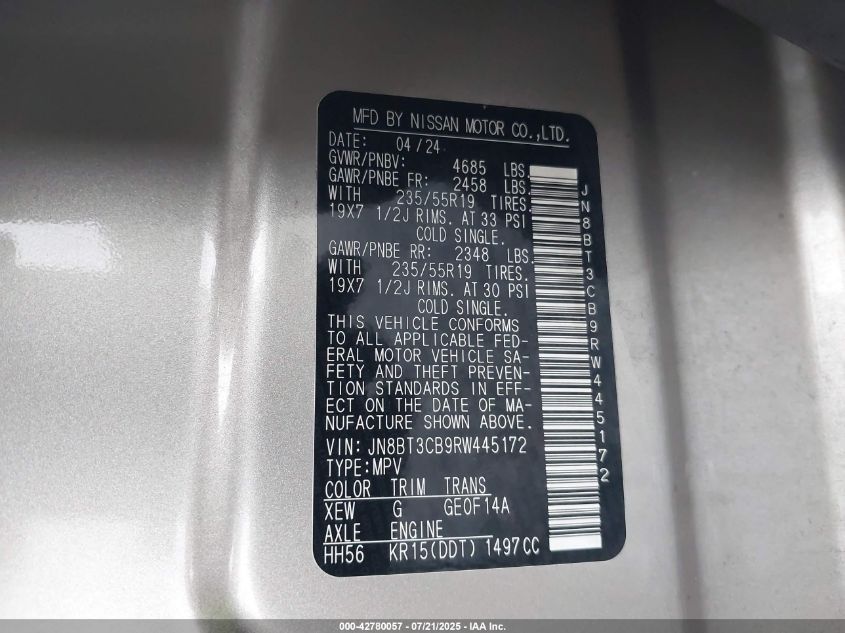 MFD BY NISSAN MOTOR CO.,LTD.
DATE: 04/24
GVWR/PNBV: 4685 LBS.
GAWR/PNBE FR: 2458 LBS.
WITH 235/55R19 TIRES.
19X7 1/2J RIMS. AT 33 PSI
COLD SINGLE.
GAWR/PNBE RR: 2348 LBS.
WITH 235/55R19 TIRES.
19X7 1/2J RIMS. AT 30 PSI
COLD SINGLE.
THIS VEHICLE CONFORMS
TO ALL APPLICABLE FED-
ERAL MOTOR VEHICLE SA-
FETY AND THEFT PREVEN-
TION STANDARDS IN EFF-
ECT ON THE DATE OF MA-
NUFACTURE SHOWN ABOVE.
VIN: JN8BT3CB9RW445172
TYPE:MPV
COLOR TRIM TRANS
XEW G GE0F14A
AXLE ENGINE
HH56 KR15(DDT) 1497CC
JN8BT3CB9RW445172
000-42780057 - 07/21/2025 - IAA Inc.